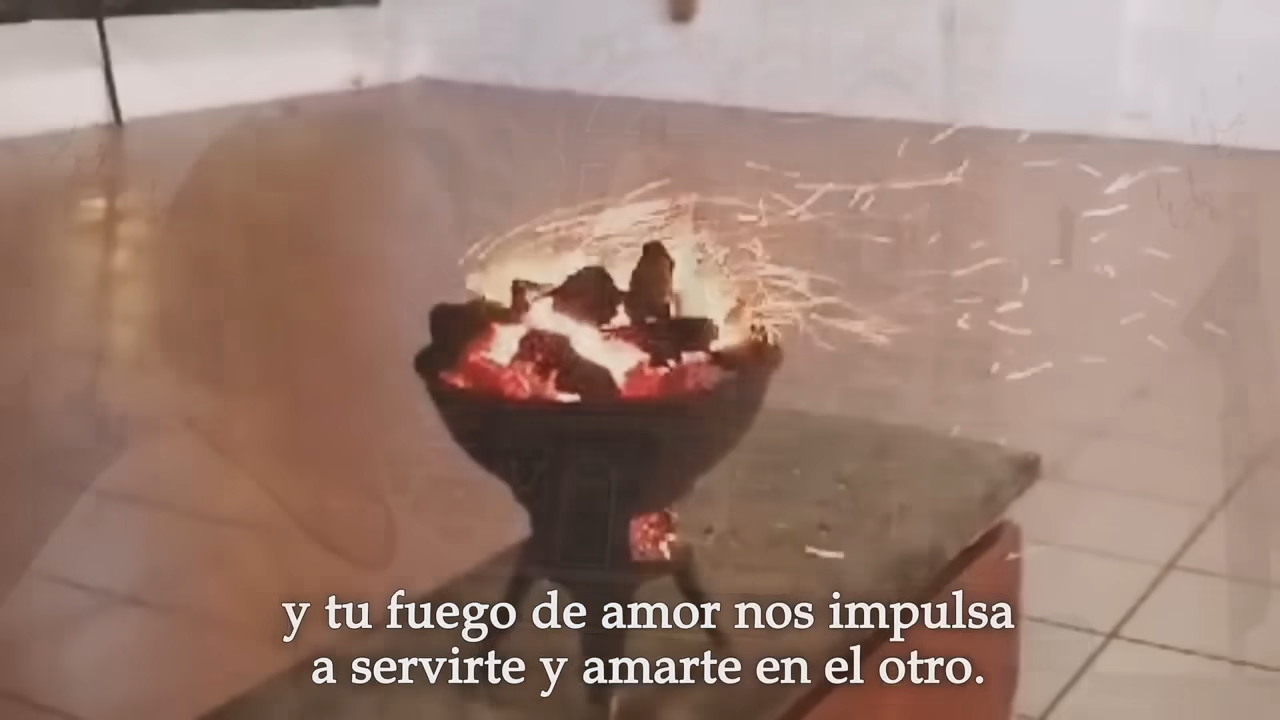 y tu fuego de amor nos impulsa
a servirte y amarte en el otro.